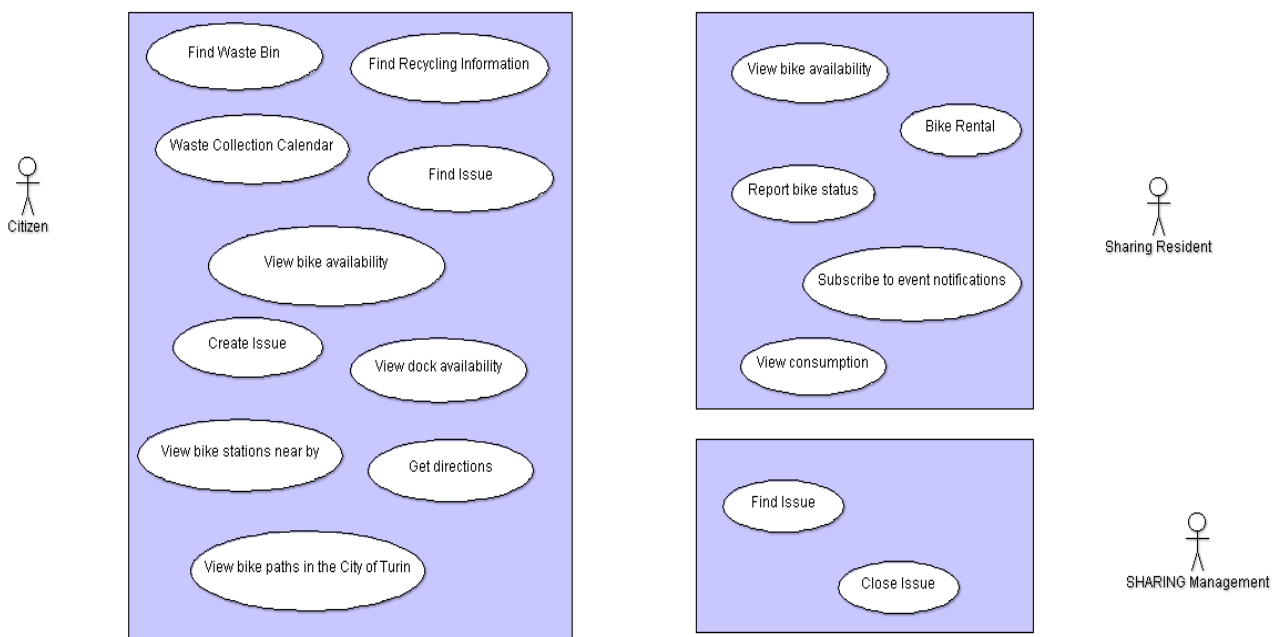 Find Waste Bin
Find Recycling Information
Waste Collection Calendar
Find Issue
Citizen
View bike availability
Create Issue
View dock availability
View bike stations near by
Get directions
View bike paths in the City of Turin
View bike availability
Bike Rental
Report bike status
Sharing Resident
Subscribe to event notifications
View consumption
Find Issue
Close Issue
SHARING Management